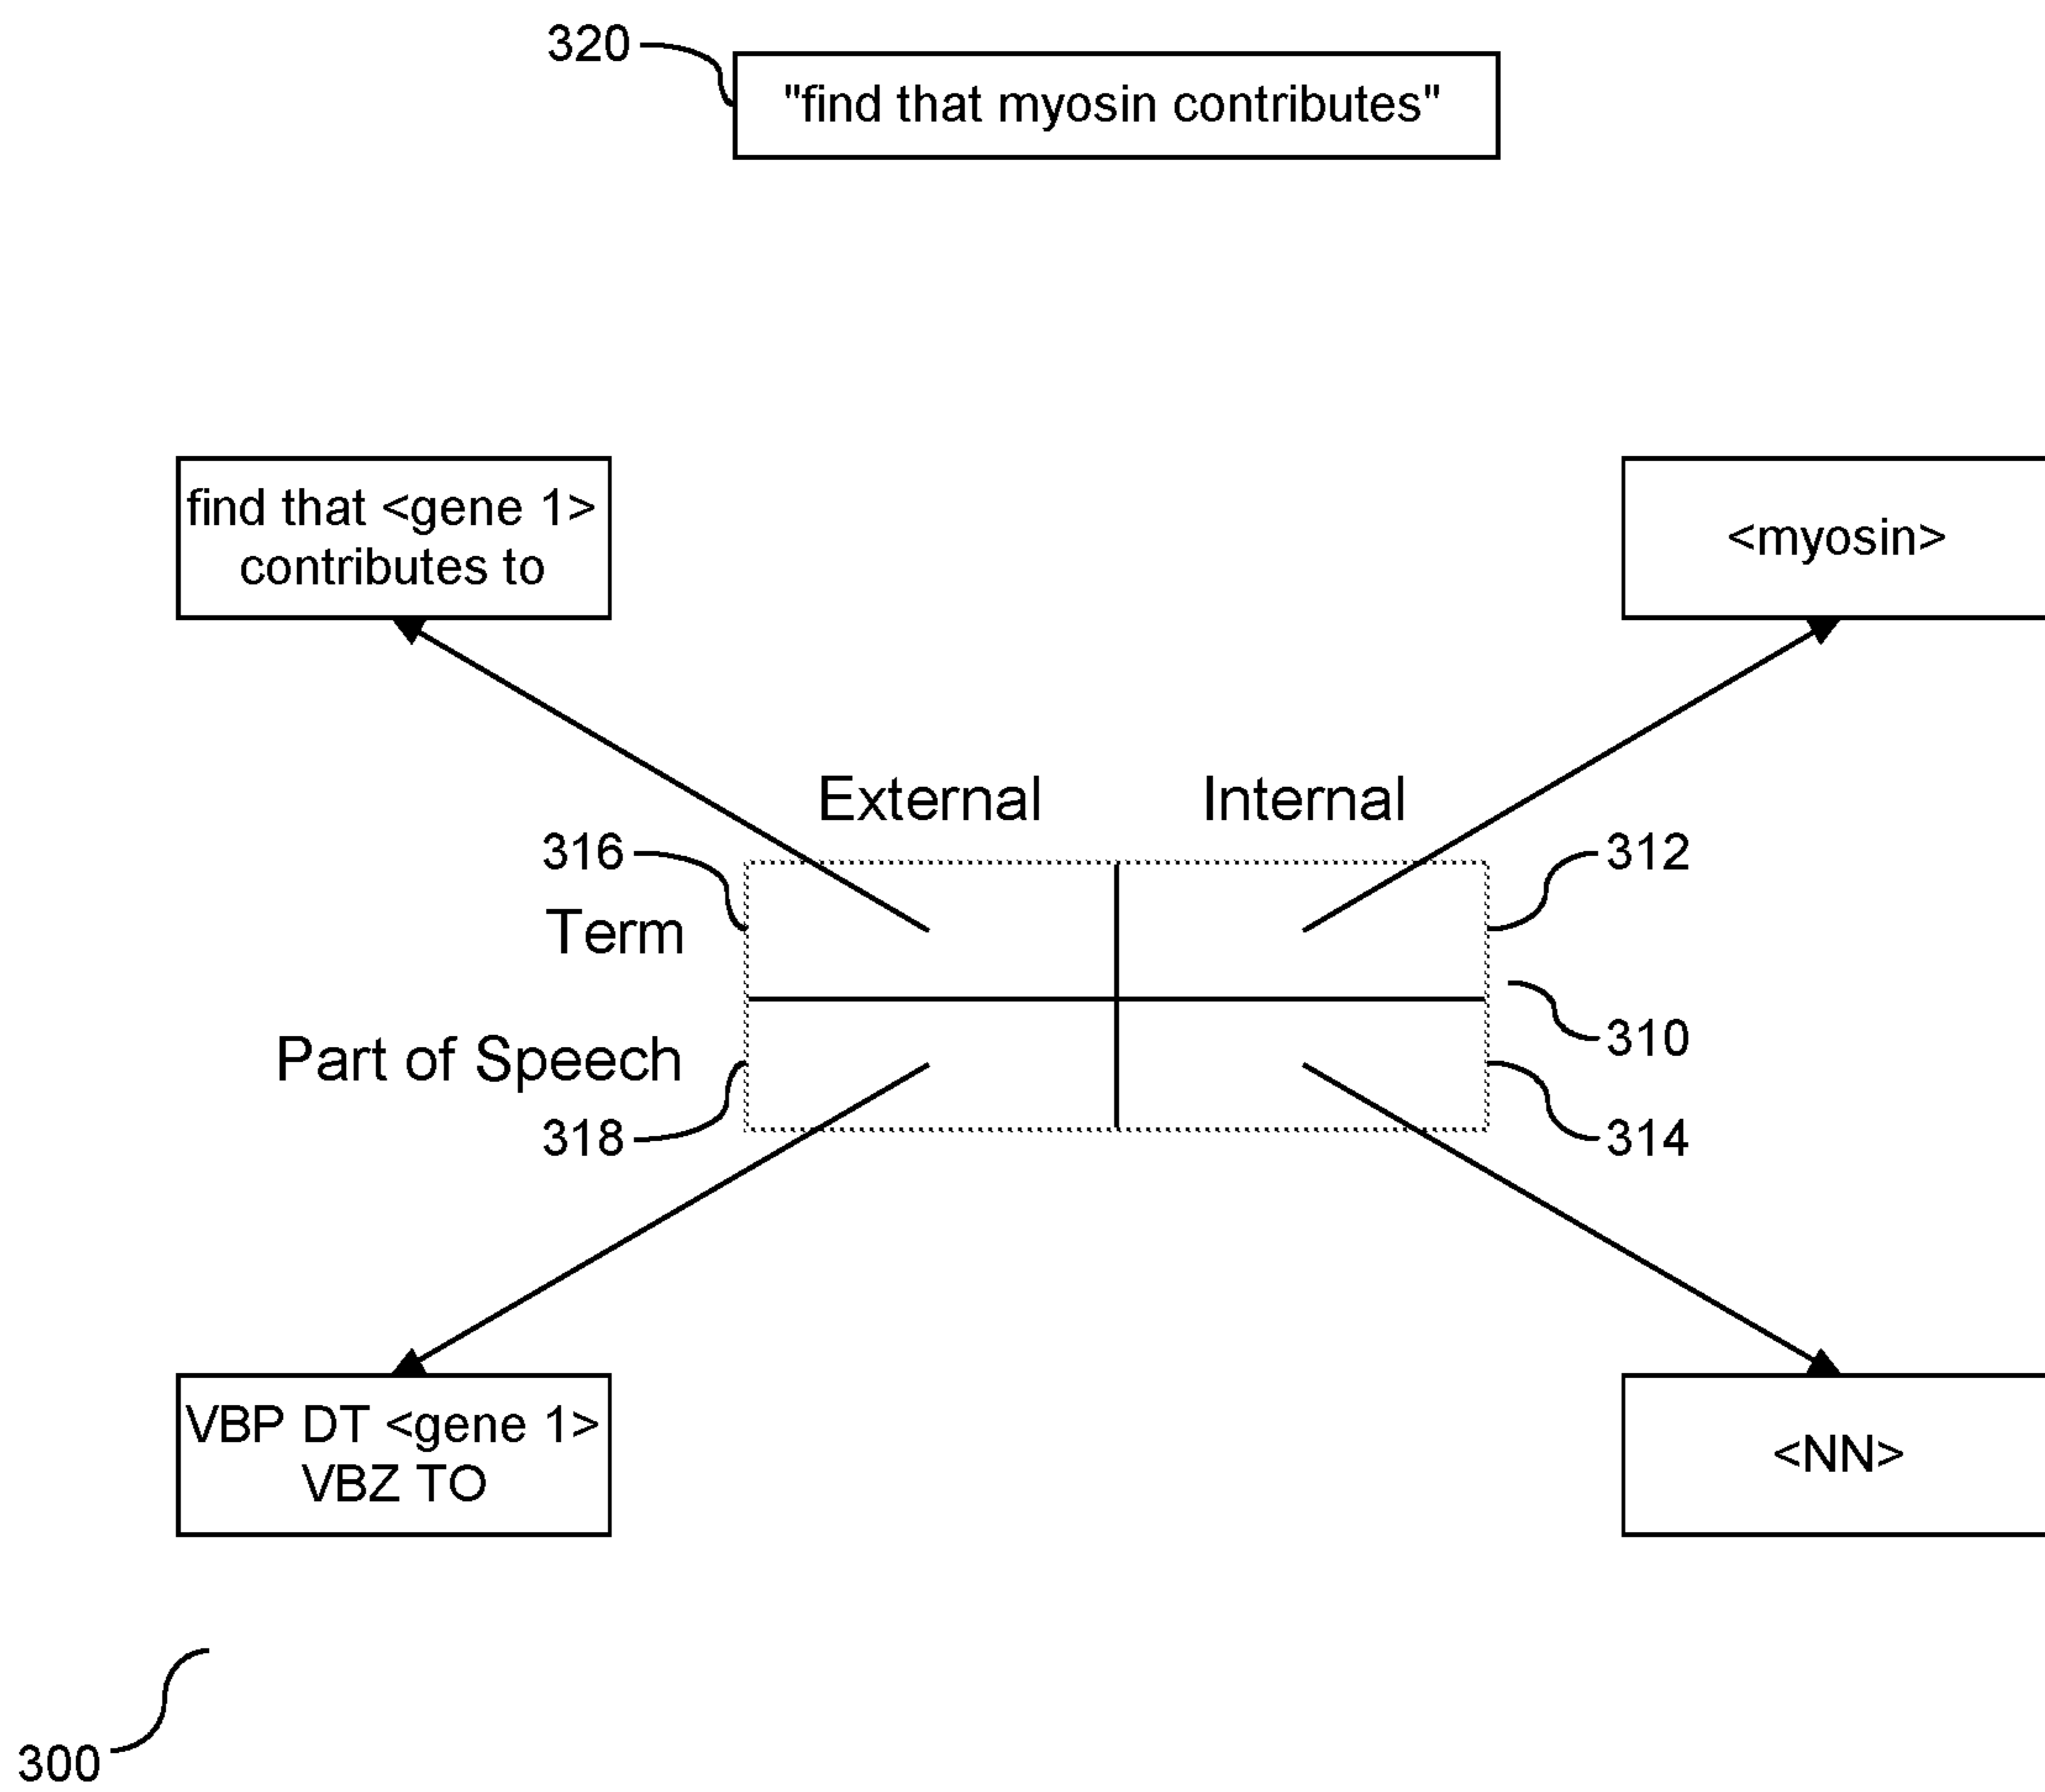 320
"find that myosin contributes"
find that <gene 1>
contributes to
<myosin>
External
Internal
316
312
Term
310
Part of Speech
318
314
VBP DT <gene 1>
VBZ TO
<NN>
300